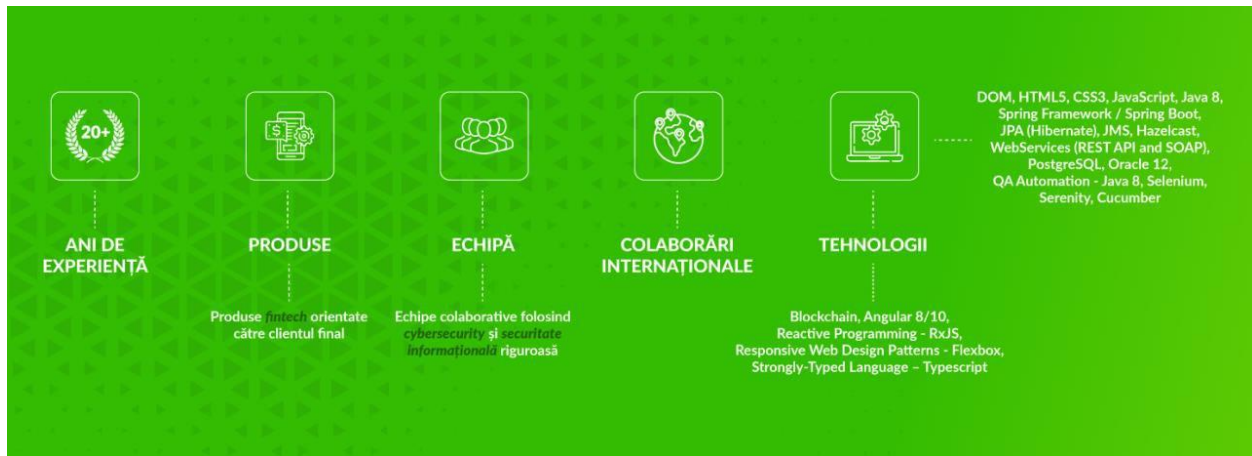 20+
ANI DE
EXPERIENȚĂ
$
PRODUSE
Produse fintech orientate
către clientul final
ECHIPĂ
Echipe colaborative folosind
cybersecurity și securitate
informațională riguroasă
COLABORĂRI
INTERNAȚIONALE
TEHNOLOGII
Blockchain, Angular 8/10,
Reactive Programming - RxJS,
Responsive Web Design Patterns - Flexbox,
Strongly-Typed Language – Typescript
DOM, HTML5, CSS3, JavaScript, Java 8,
Spring Framework / Spring Boot,
JPA (Hibernate), JMS, Hazelcast,
WebServices (REST API and SOAP),
PostgreSQL, Oracle 12,
QA Automation - Java 8, Selenium,
Serenity, Cucumber